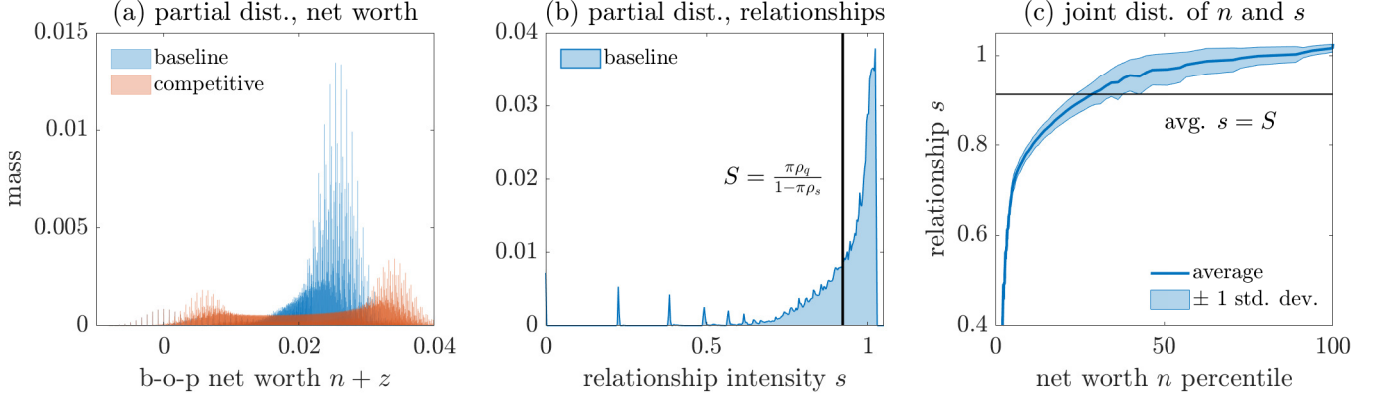 (a) partial dist., net worth
0.015
0.01
0.005
0
mass
baseline
competitive
0
0.02
0.04
b-o-p net worth n + z
(b) partial dist., relationships
0.04
0.03
0.02
0.01
0
baseline
S = πρ_q / 1−πρ_s
0
0.5
1
relationship intensity s
(c) joint dist. of n and s
1
0.8
0.6
0.4
relationship s
avg. s = S
average
± 1 std. dev.
0
50
100
net worth n percentile